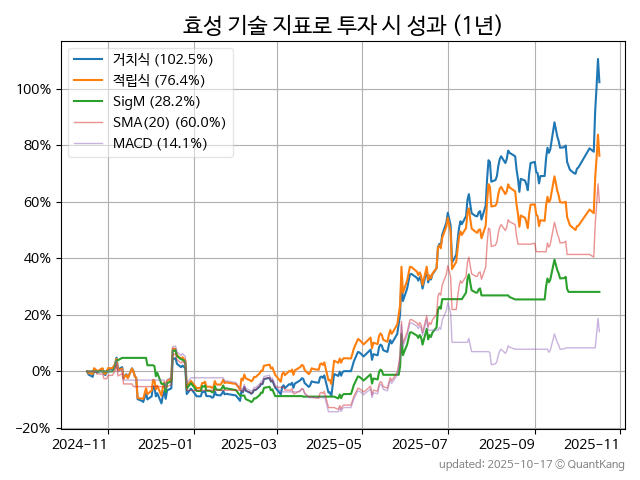 효성 기술 지표로 투자 시 성과 (1년)
거치식 (102.5%)
적립식 (76.4%)
SigM (28.2%)
SMA(20) (60.0%)
MACD (14.1%)
100%
80%
60%
40%
20%
0%
−20%
2024-11 2025-01 2025-03 2025-05 2025-07 2025-09 2025-11
updated: 2025-10-17 © QuantKang